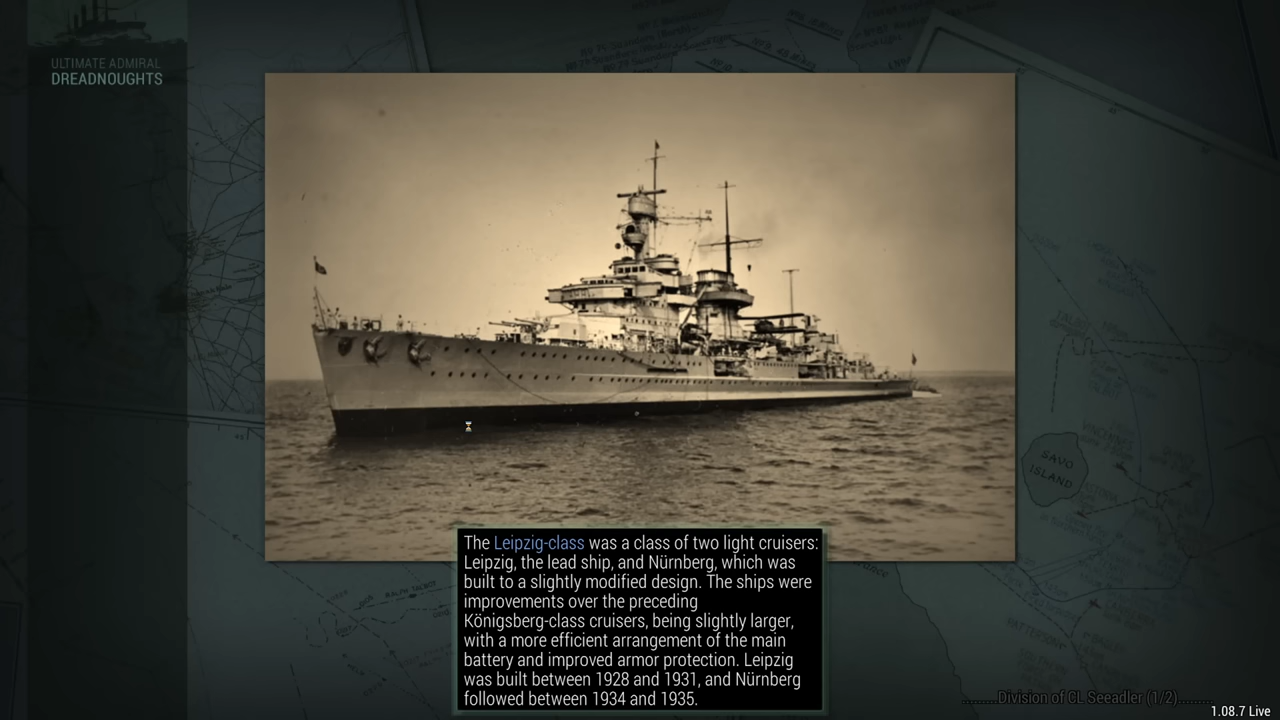 ULTIMATE ADMIRAL
DREADNOUGHTS
SAVO
ISLAND
The Leipzig-class was a class of two light cruisers:
Leipzig, the lead ship, and Nürnberg, which was
built to a slightly modified design. The ships were
improvements over the preceding
Königsberg-class cruisers, being slightly larger,
with a more efficient arrangement of the main
battery and improved armor protection. Leipzig
was built between 1928 and 1931, and Nürnberg
followed between 1934 and 1935.
Division of CL Seeadler (1/2)
1.08.7 Live